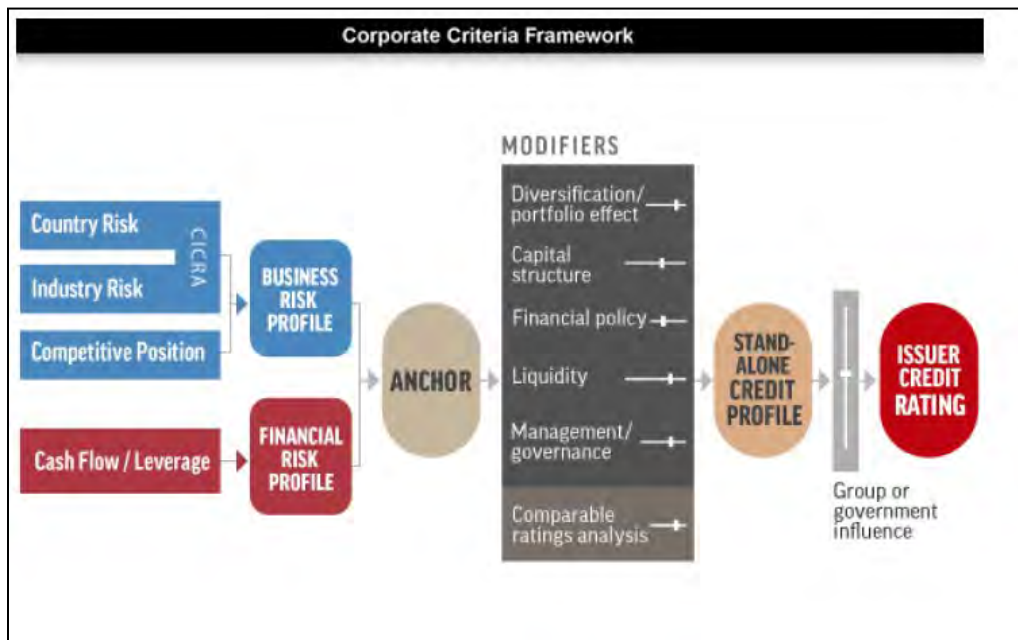 Corporate Criteria Framework
MODIFIERS
Country Risk
CICRA
Industry Risk
Competitive Position
Cash Flow / Leverage
BUSINESS
RISK
PROFILE
FINANCIAL
RISK
PROFILE
ANCHOR
Diversification/
portfolio effect
Capital
structure
Financial policy
Liquidity
Management/
governance
Comparable
ratings analysis
STAND-
ALONE
CREDIT
PROFILE
Group or
government
influence
ISSUER
CREDIT
RATING